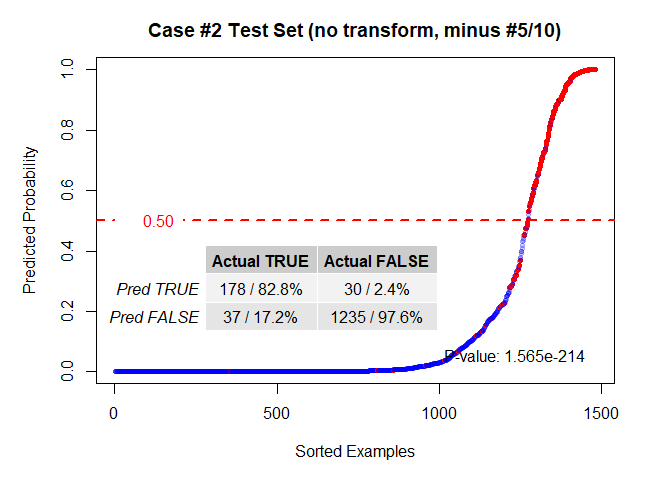 Case #2 Test Set (no transform, minus #5/10)
Predicted Probability
1.0
0.8
0.6
0.4
0.2
0.0
0.50
Actual TRUE Actual FALSE
Pred TRUE 178 / 82.8% 30 / 2.4%
Pred FALSE 37 / 17.2% 1235 / 97.6%
P-value: 1.565e-214
0 500 1000 1500
Sorted Examples